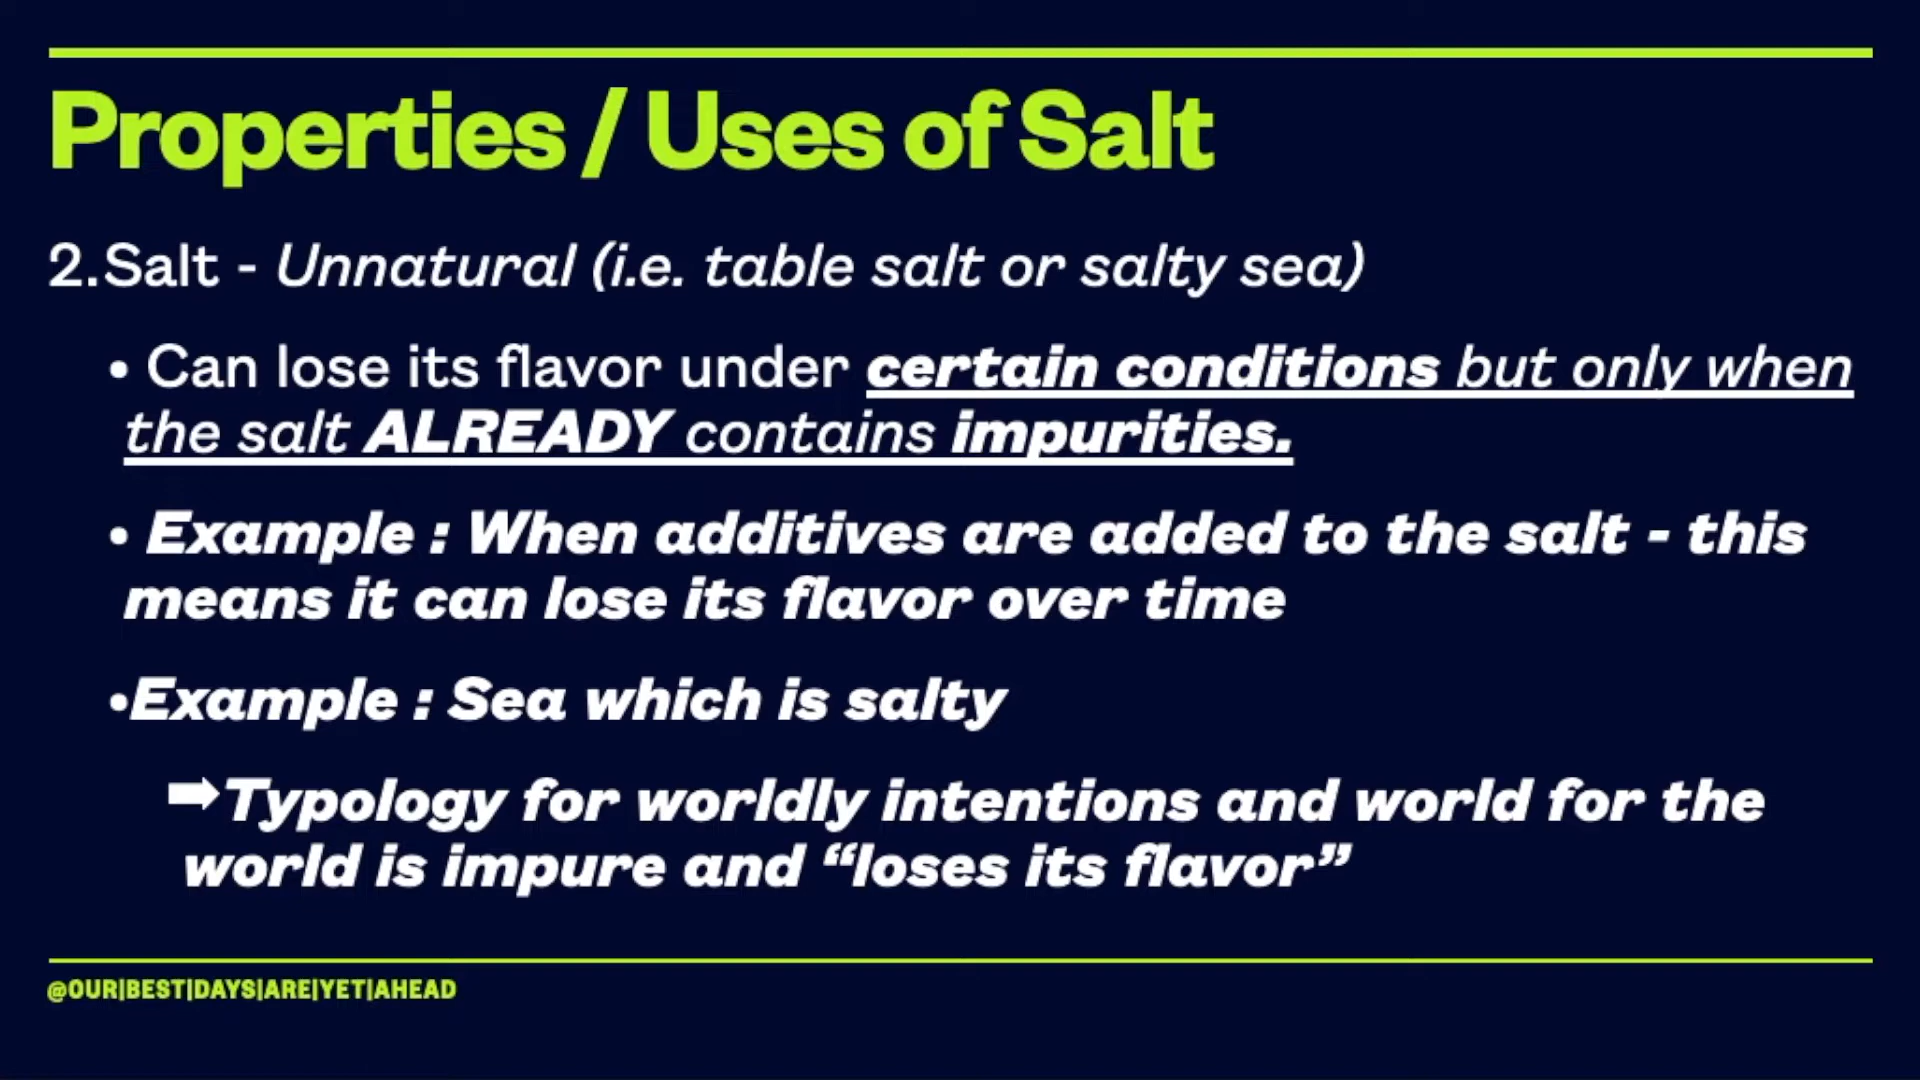 Properties / Uses of Salt
2.Salt - Unnatural (i.e. table salt or salty sea)
• Can lose its flavor under certain conditions but only when
the salt ALREADY contains impurities.
• Example : When additives are added to the salt - this
means it can lose its flavor over time
•Example : Sea which is salty
➡Typology for worldly intentions and world for the
world is impure and “loses its flavor”
@OUR|BEST|DAYS|ARE|YET|AHEAD